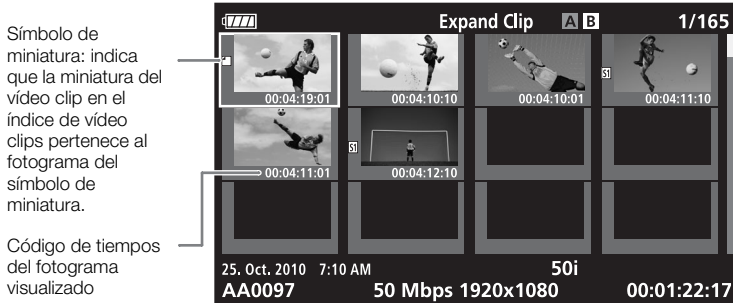 Símbolo de
miniatura: indica
que la miniatura del
vídeo clip en el
índice de vídeo
clips pertenece al
fotograma del
símbolo de
miniatura.
Código de tiempos
del fotograma
visualizado
Expand Clip A B 1/165
00:04:19:01 00:04:10:10 00:04:10:01 S1 00:04:11:10
00:04:11:01 S1 00:04:12:10
25. Oct. 2010 7:10 AM 50i
AA0097 50 Mbps 1920x1080 00:01:22:17